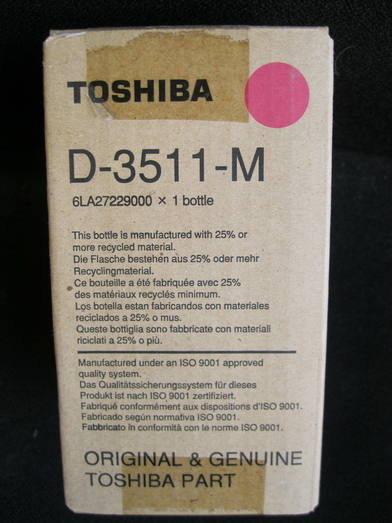 TOSHIBA
D-3511-M
6LA27229000 × 1 bottle
This bottle is manufactured with 25% or
more recycled material.
Die Flasche bestehen aus 25% oder mehr
Recyclingmaterial.
Ce bouteille a été fabriquée avec 25%
des matériaux recyclés minimum.
Los botella estan fabricandos con materiales
reciclados a 25% o mus.
Queste bottiglia sono fabbricate con materiali
riciclati a 25% o più.
Manufactured under an ISO 9001 approved
quality system.
Das Qualitätssicherungssystem für dieses
Produkt ist nach ISO 9001 zertifiziert.
Fabriqué conformément aux dispositions d'ISO 9001.
Fabricado según normativa ISO 9001.
Fabbricato in conformità con le norme ISO 9001.
ORIGINAL & GENUINE
TOSHIBA PART